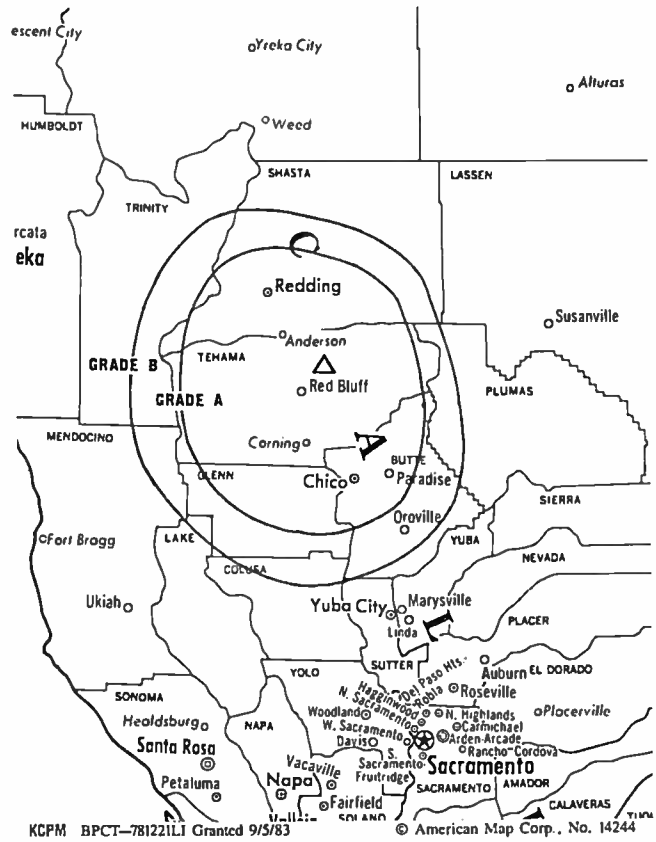 escent City
Yreka City
Alturas
Weed
HUMBOLDT
SHASTA
LASSEN
TRINITY
rcata
eka
C
Redding
Susanville
Anderson
TEHAMA
GRADE B
Red Bluff
PLUMAS
GRADE A
MENDOCINO
Corning
A
BUTTE
GLENN
Chico
Paradise
SIERRA
Oroville
Fort Bragg
LAKE
YUBA
NEVADA
COLUSA
Ukiah
Yuba City
Marysville
Linda
L
PLACER
SUTTER
YOLO
Auburn
EL DORADO
Del Paso Hts.
Robla
Roseville
SONOMA
Hagginwood
N. Sacramento
NAPA
Woodland
N. Highlands
Placerville
Healdsburg
W. Sacramento
Carmichael
Arden-Arcade
Davis
Rancho-Cordova
Santa Rosa
S. Sacramento
Fruitridge
Sacramento
Vacaville
Petaluma
Napa
SACRAMENTO
AMADOR
Fairfield
CALAVERAS
SOLANO
KCPM BPCT—781221LJ Granted 9/5/83
© American Map Corp., No. 14244